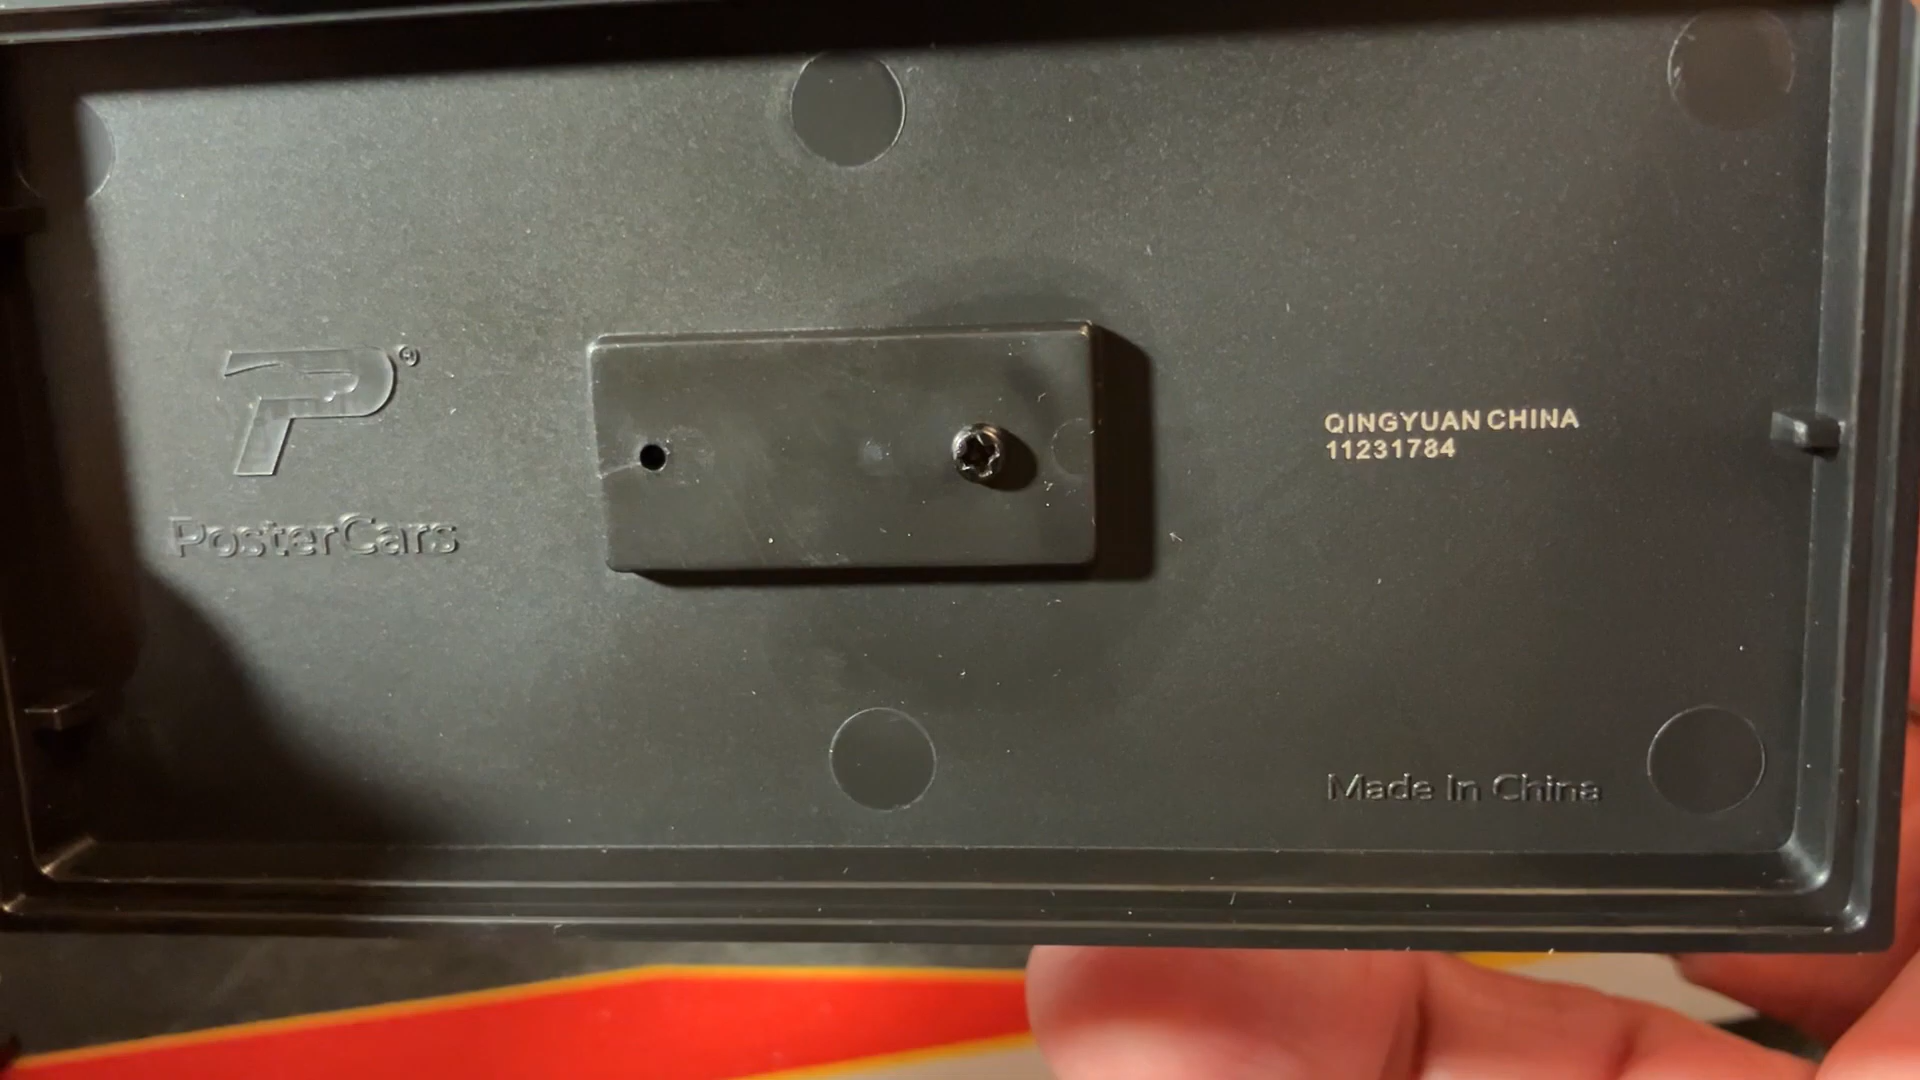 P®
PosterCars
QINGYUAN CHINA
11231784
Made In China